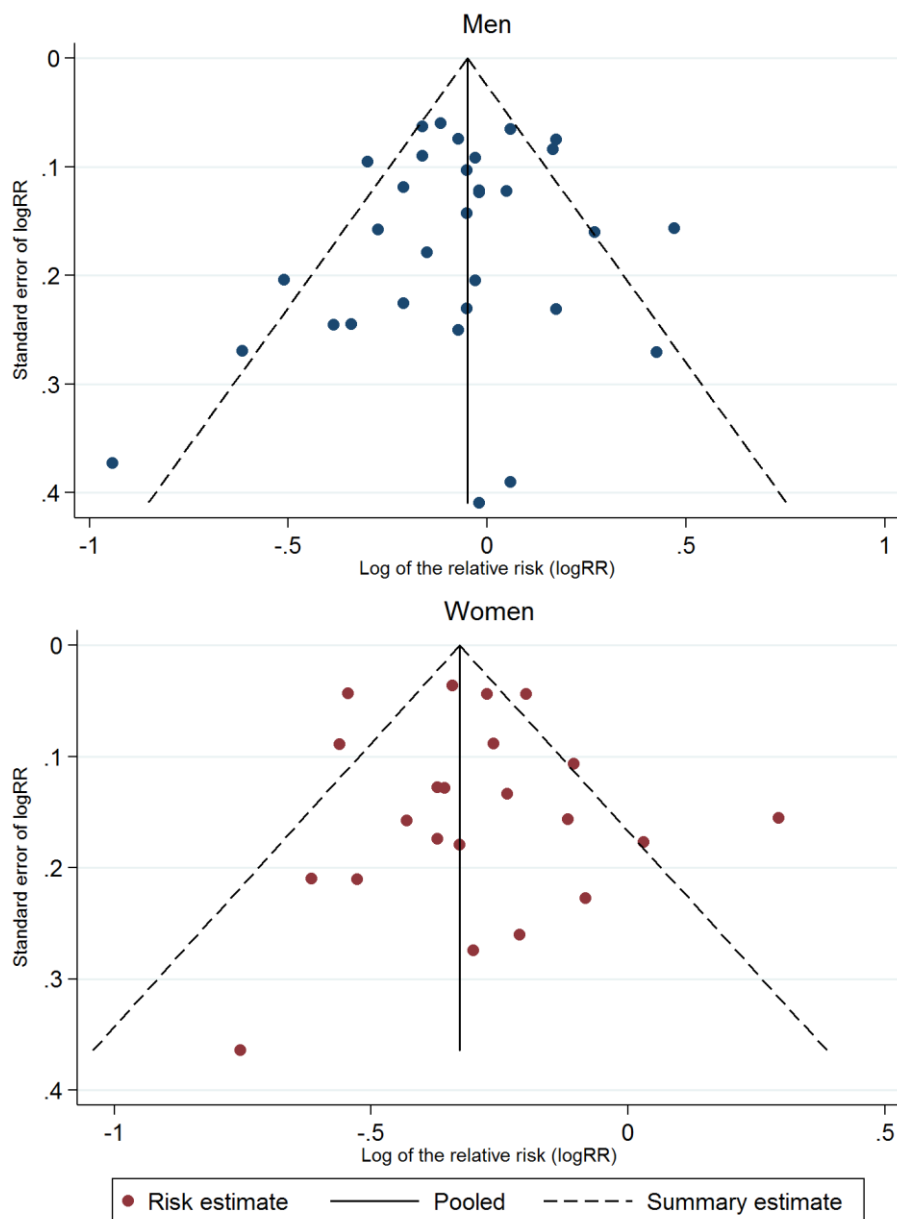 Men
0
.1
.2
.3
.4
Standard error of logRR
-1 -.5 0 .5 1
Log of the relative risk (logRR)
Women
0
.1
.2
.3
.4
Standard error of logRR
-1 -.5 0 .5
Log of the relative risk (logRR)
Risk estimate Pooled Summary estimate